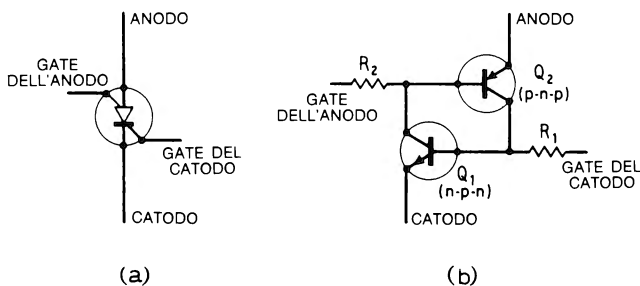 ANODO
GATE
DELL'ANODO
GATE DEL
CATODO
CATODO
(a)
ANODO
R₂
Q₂
(p-n-p)
GATE
DELL'ANODO
R₁
Q₁
(n-p-n)
GATE DEL
CATODO
CATODO
(b)